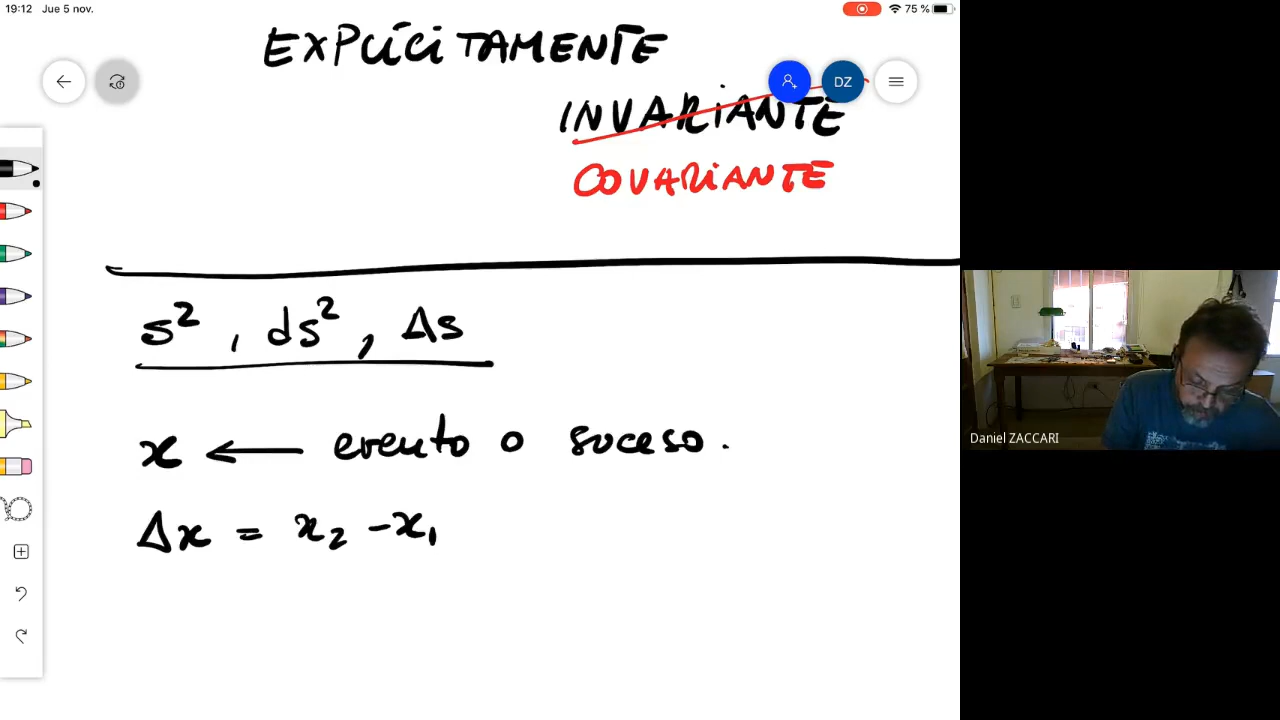 19:12 Jue 5 nov.
75 %
EXPLÍCITAMENTE
DZ
INVARIANTE
COVARIANTE
s², ds², Δs
x ← evento o suceso.
Δx = x₂ - x₁
Daniel ZACCARI